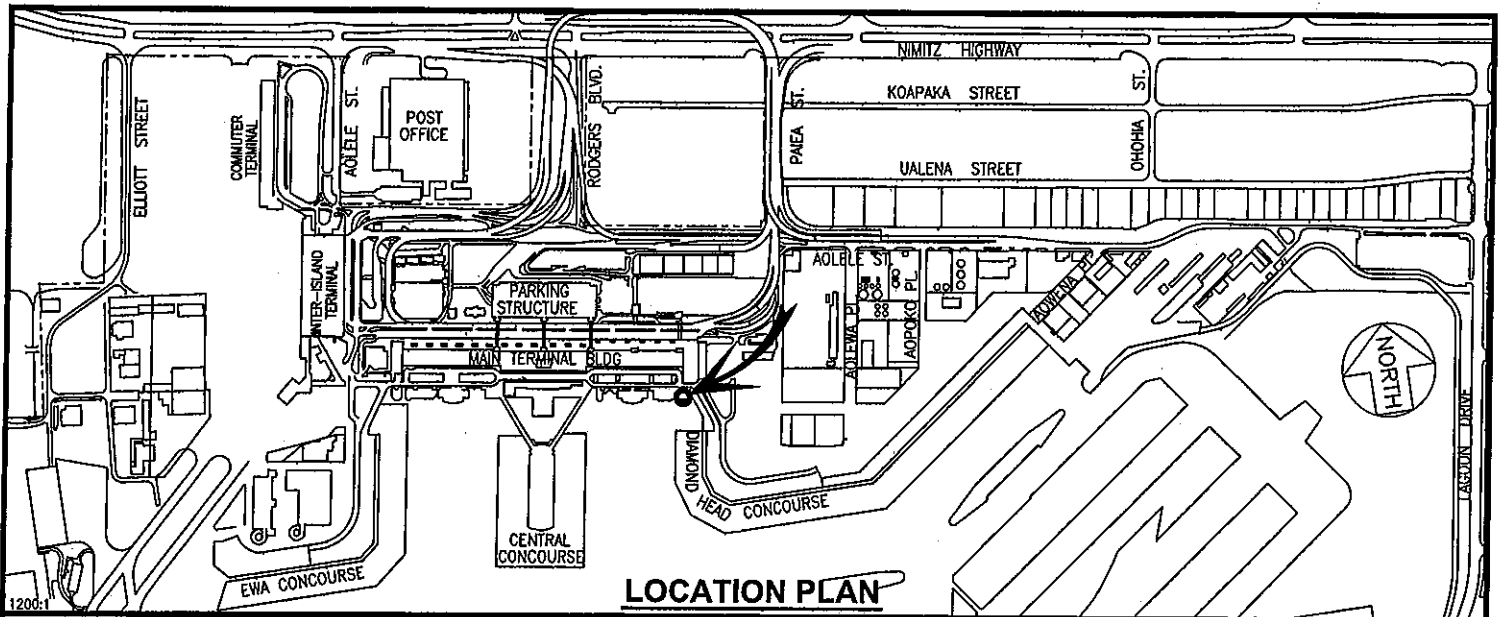 NIMITZ HIGHWAY
KOAPAKA STREET
UALENA STREET
ELLIOTT STREET
COMMUTER
TERMINAL
AOLELE ST.
POST
OFFICE
RODGERS BLVD.
PAIEA ST.
OHOHIA ST.
INTER-ISLAND
TERMINAL
PARKING
STRUCTURE
MAIN TERMINAL BLDG
AOLELE ST.
AOLEWA PL.
AOPOKO PL.
AOWENA
NORTH
LAGOON DRIVE
DIAMOND HEAD CONCOURSE
CENTRAL
CONCOURSE
EWA CONCOURSE
LOCATION PLAN
1200:1